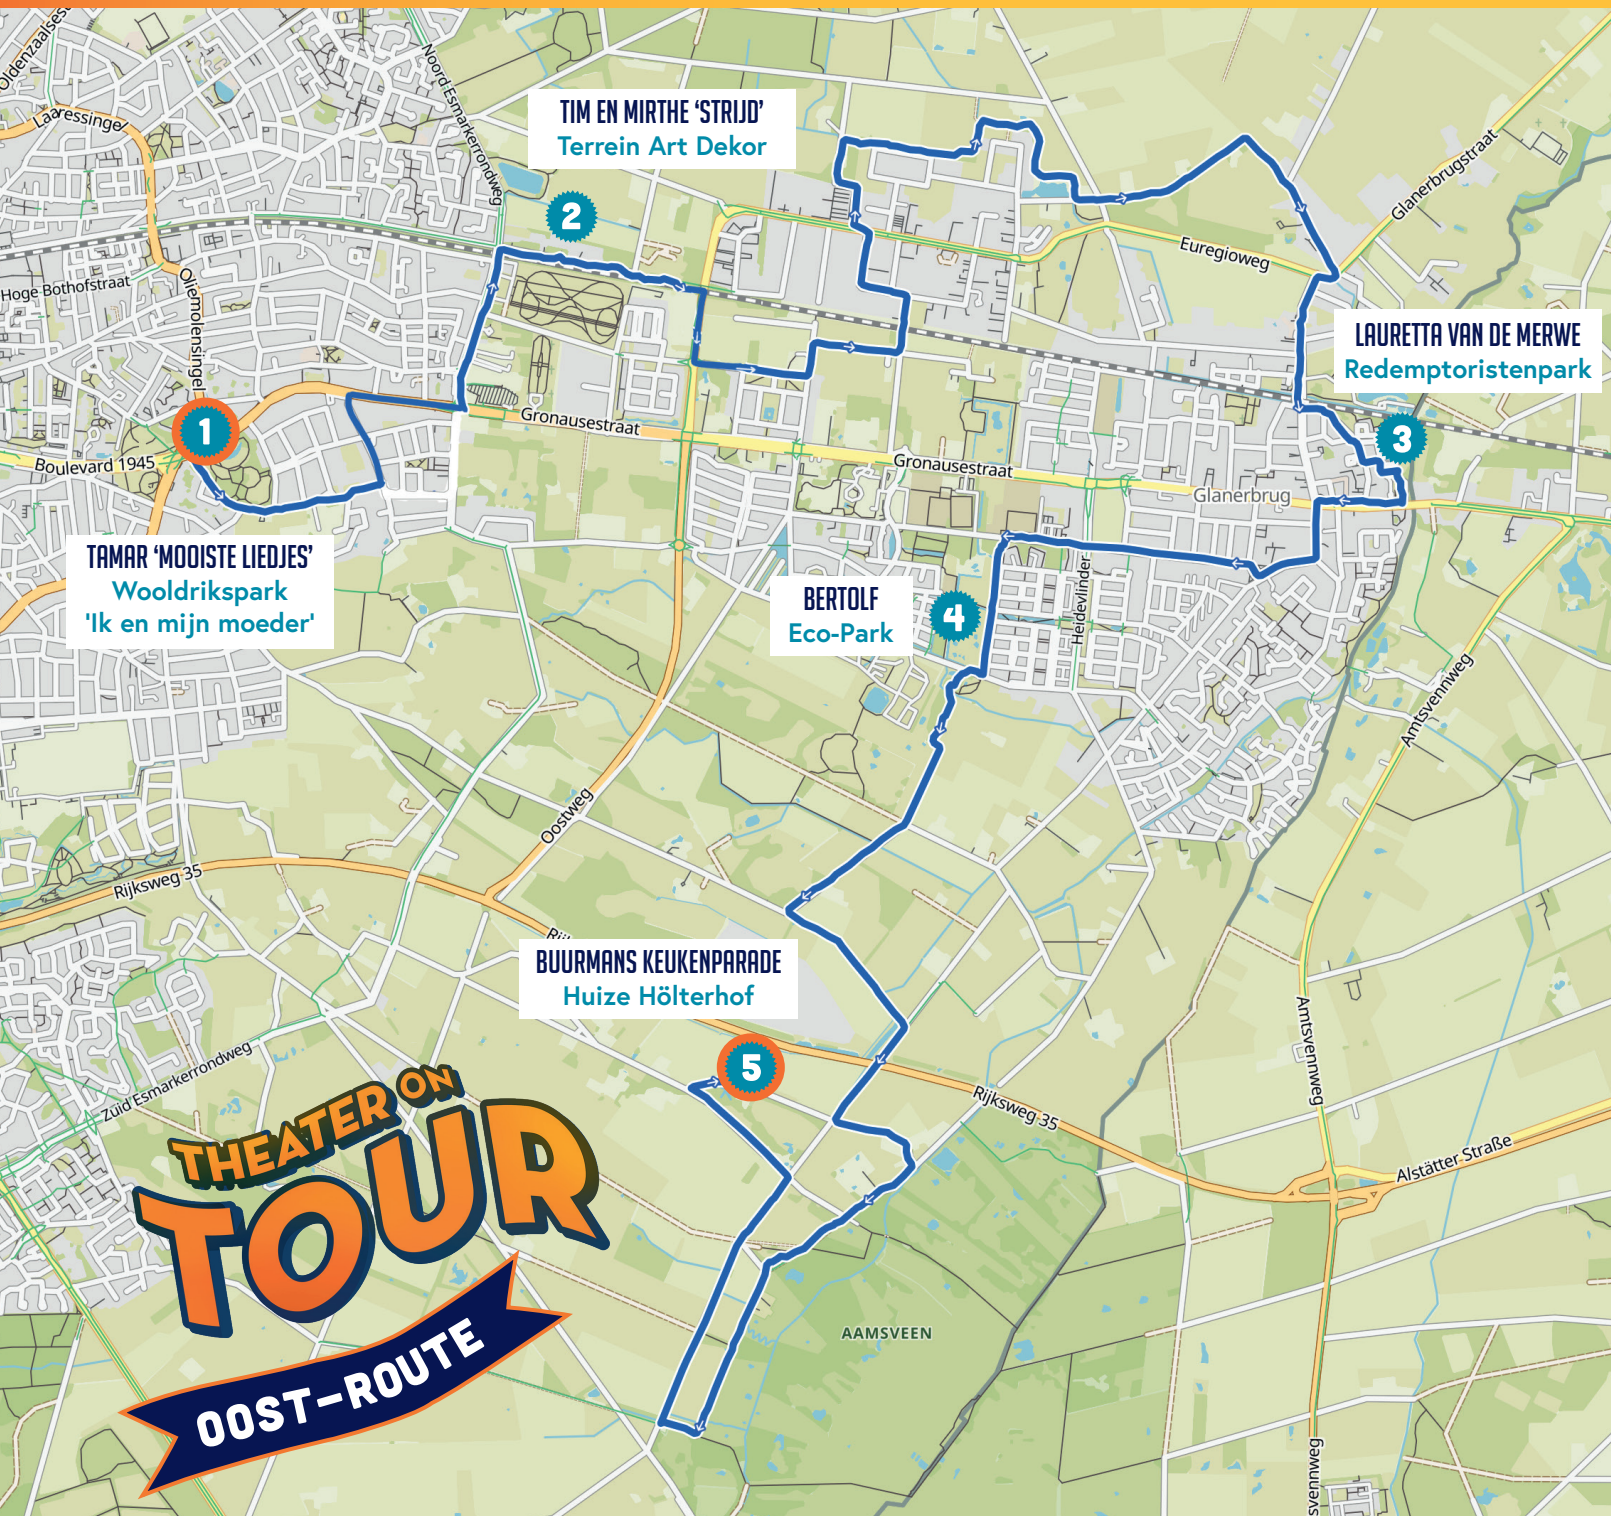 Oldenzaalsest
Laaressingel
Noord Esmarkerrondweg
TIM EN MIRTHE ‘STRIJD’
Terrein Art Dekor
2
Glanerbrugstraat
Euregioweg
Hoge Bothofstraat
Oliemolensingel
LAURETTA VAN DE MERWE
Redemptoristenpark
3
1
Gronausestraat
Boulevard 1945
Gronausestraat
Glanerbrug
TAMAR ‘MOOISTE LIEDJES’
Wooldrikspark
'Ik en mijn moeder'
BERTOLF
Eco-Park
4
Heidevlinder
Amtsvennweg
Oostweg
Rijksweg 35
BUURMANS KEUKENPARADE
Huize Hölterhof
5
Zuid Esmarkerrondweg
Amtsvennweg
Rijksweg 35
Alstätter Straße
THEATER ON
TOUR
OOST-ROUTE
AAMSVEEN
svennweg